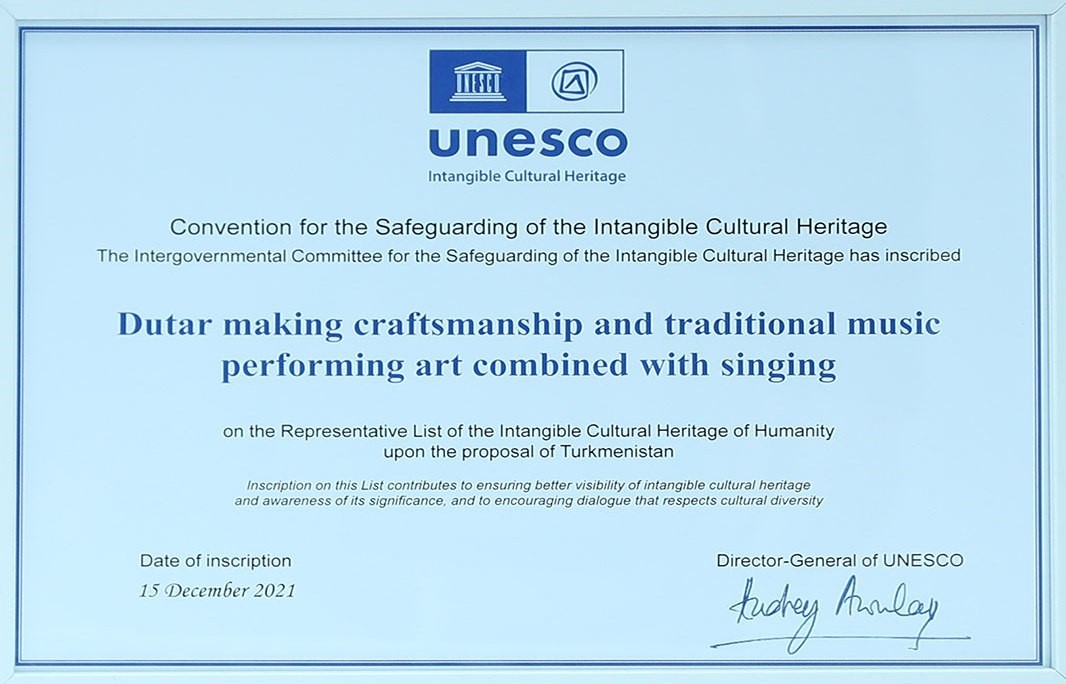 UNESCO
unesco
Intangible Cultural Heritage
Convention for the Safeguarding of the Intangible Cultural Heritage
The Intergovernmental Committee for the Safeguarding of the Intangible Cultural Heritage has inscribed
Dutar making craftsmanship and traditional music
performing art combined with singing
on the Representative List of the Intangible Cultural Heritage of Humanity
upon the proposal of Turkmenistan
Inscription on this List contributes to ensuring better visibility of intangible cultural heritage
and awareness of its significance, and to encouraging dialogue that respects cultural diversity
Date of inscription
15 December 2021
Director-General of UNESCO
Audrey Azoulay